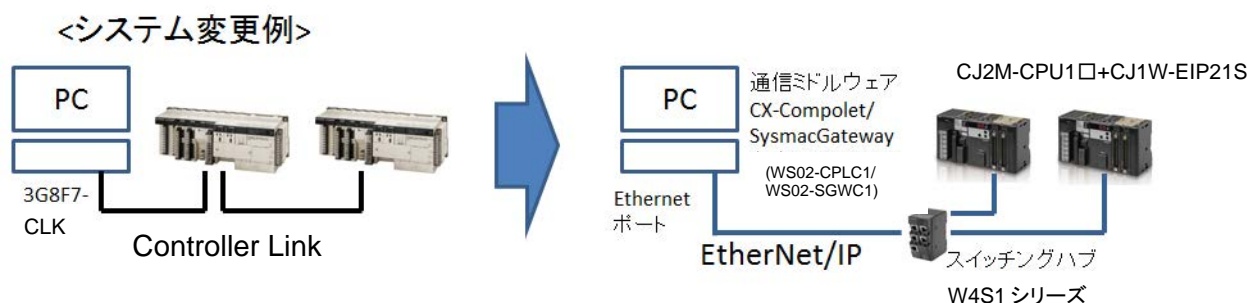 <システム変更例>
PC
3G8F7-
CLK
Controller Link
PC
Ethernet
ポート
通信ミドルウェア
CX-Compolet/
SysmacGateway
(WS02-CPLC1/
WS02-SGWC1)
EtherNet/IP
CJ2M-CPU1□+CJ1W-EIP21S
スイッチングハブ
W4S1 シリーズ